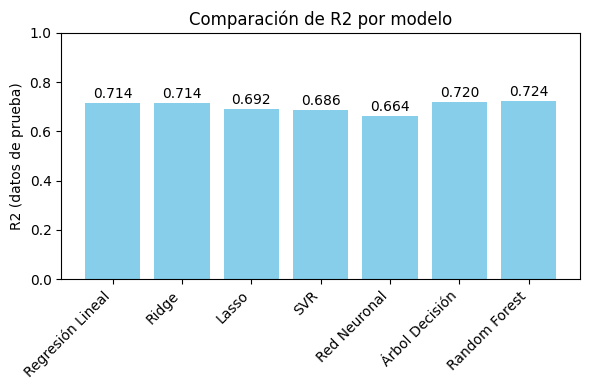 Comparación de R2 por modelo
R2 (datos de prueba)
1.0
0.8
0.6
0.4
0.2
0.0
0.714
0.714
0.692
0.686
0.664
0.720
0.724
Regresión Lineal
Ridge
Lasso
SVR
Red Neuronal
Árbol Decisión
Random Forest